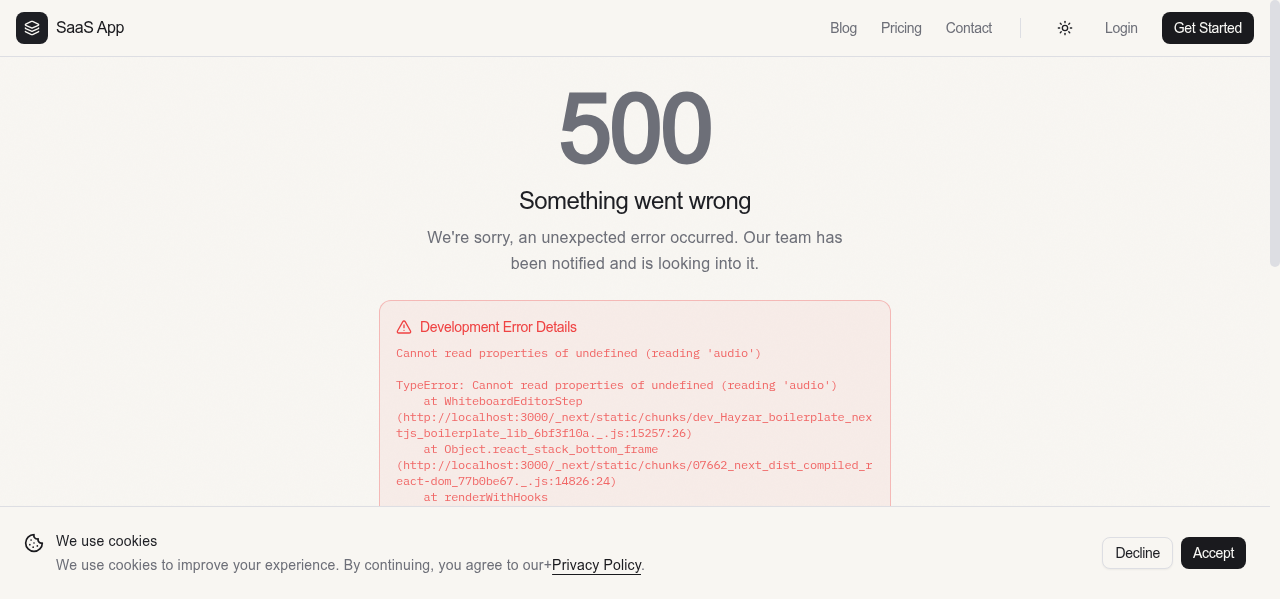 SaaS App
Blog
Pricing
Contact
Login
Get Started
500
Something went wrong
We're sorry, an unexpected error occurred. Our team has
been notified and is looking into it.
Development Error Details
Cannot read properties of undefined (reading 'audio')
TypeError: Cannot read properties of undefined (reading 'audio')
    at WhiteboardEditorStep
(http://localhost:3000/_next/static/chunks/dev_Hayzar_boilerplate_nex
tjs_boilerplate_lib_6bf3f10a._.js:15257:26)
    at Object.react_stack_bottom_frame
(http://localhost:3000/_next/static/chunks/07662_next_dist_compiled_r
eact-dom_77b0be67._.js:14826:24)
    at renderWithHooks
We use cookies
We use cookies to improve your experience. By continuing, you agree to our+Privacy Policy.
Decline
Accept